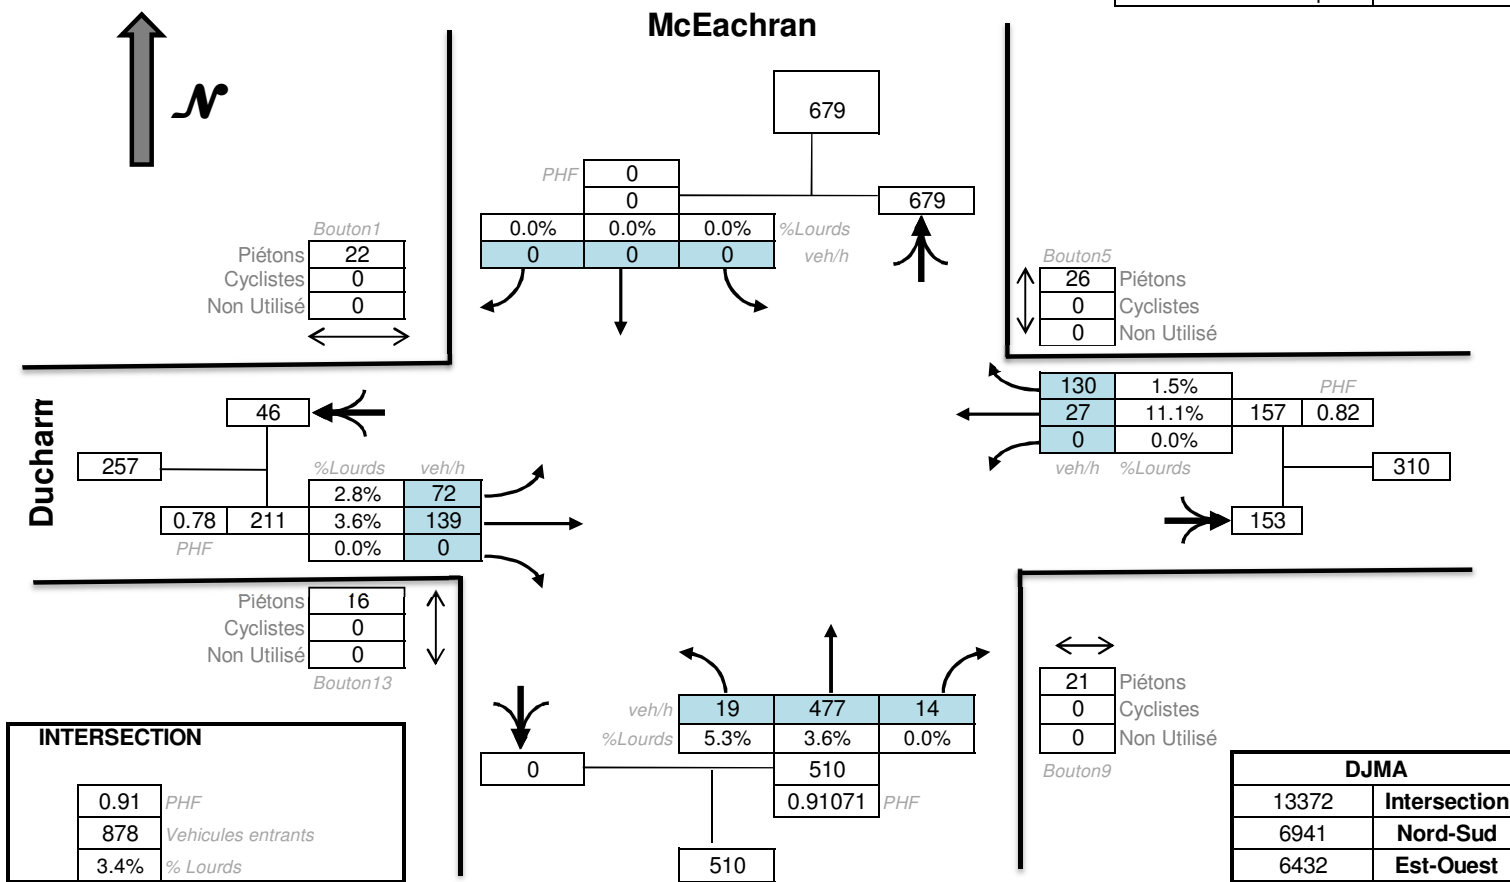 McEachran
N
679
PHF 0
0 679
0.0% 0.0% 0.0% %Lourds
0 0 0 veh/h
Bouton1
Piétons 22
Cyclistes 0
Non Utilisé 0
Bouton5
26 Piétons
0 Cyclistes
0 Non Utilisé
Ducharn
46
257
%Lourds veh/h
2.8% 72
0.78 211 3.6% 139
PHF 0.0% 0
130 1.5% PHF
27 11.1% 157 0.82
0 0.0%
veh/h %Lourds
310
153
Piétons 16
Cyclistes 0
Non Utilisé 0
Bouton13
veh/h 19 477 14
%Lourds 5.3% 3.6% 0.0%
0 510
0.91071 PHF
510
21 Piétons
0 Cyclistes
0 Non Utilisé
Bouton9
INTERSECTION
0.91 PHF
878 Vehicules entrants
3.4% % Lourds
DJMA
13372 Intersection
6941 Nord-Sud
6432 Est-Ouest